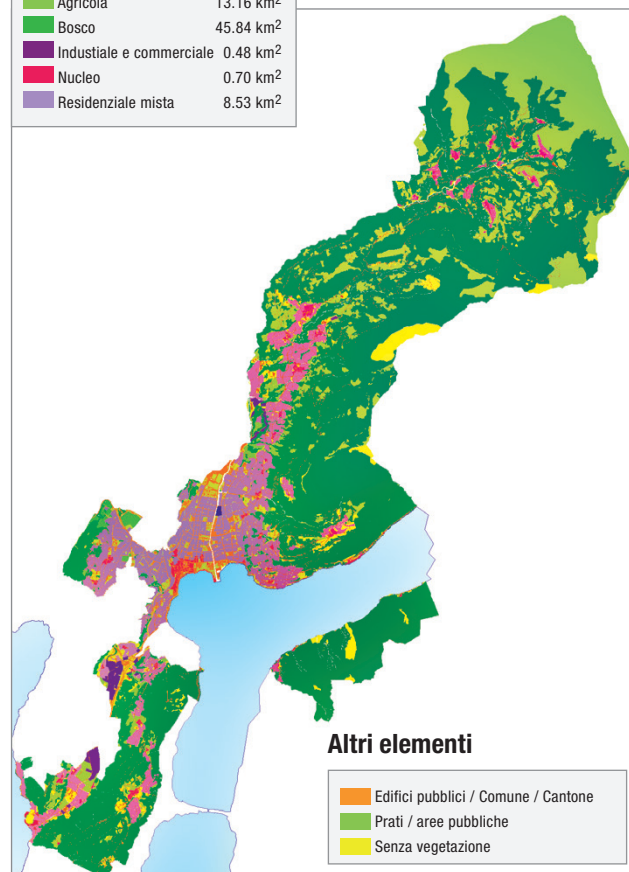 Agricola 13.16 km²
Bosco 45.84 km²
Industiale e commerciale 0.48 km²
Nucleo 0.70 km²
Residenziale mista 8.53 km²
Altri elementi
Edifici pubblici / Comune / Cantone
Prati / aree pubbliche
Senza vegetazione